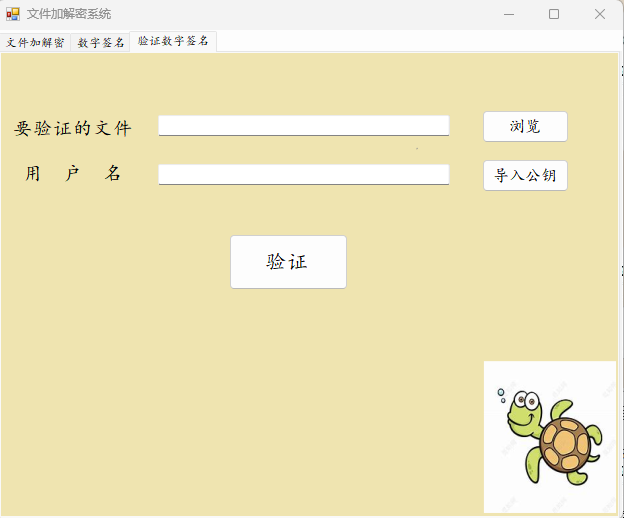 文件加解密系统
文件加解密 数字签名 验证数字签名
要验证的文件 浏览
用 户 名 导入公钥
验证